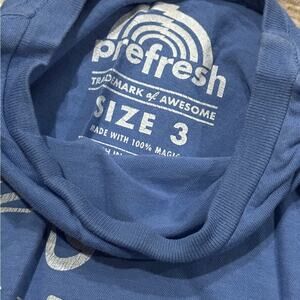 prefresh
TRADEMARK of AWESOME
SIZE 3
MADE WITH 100% MAGIC